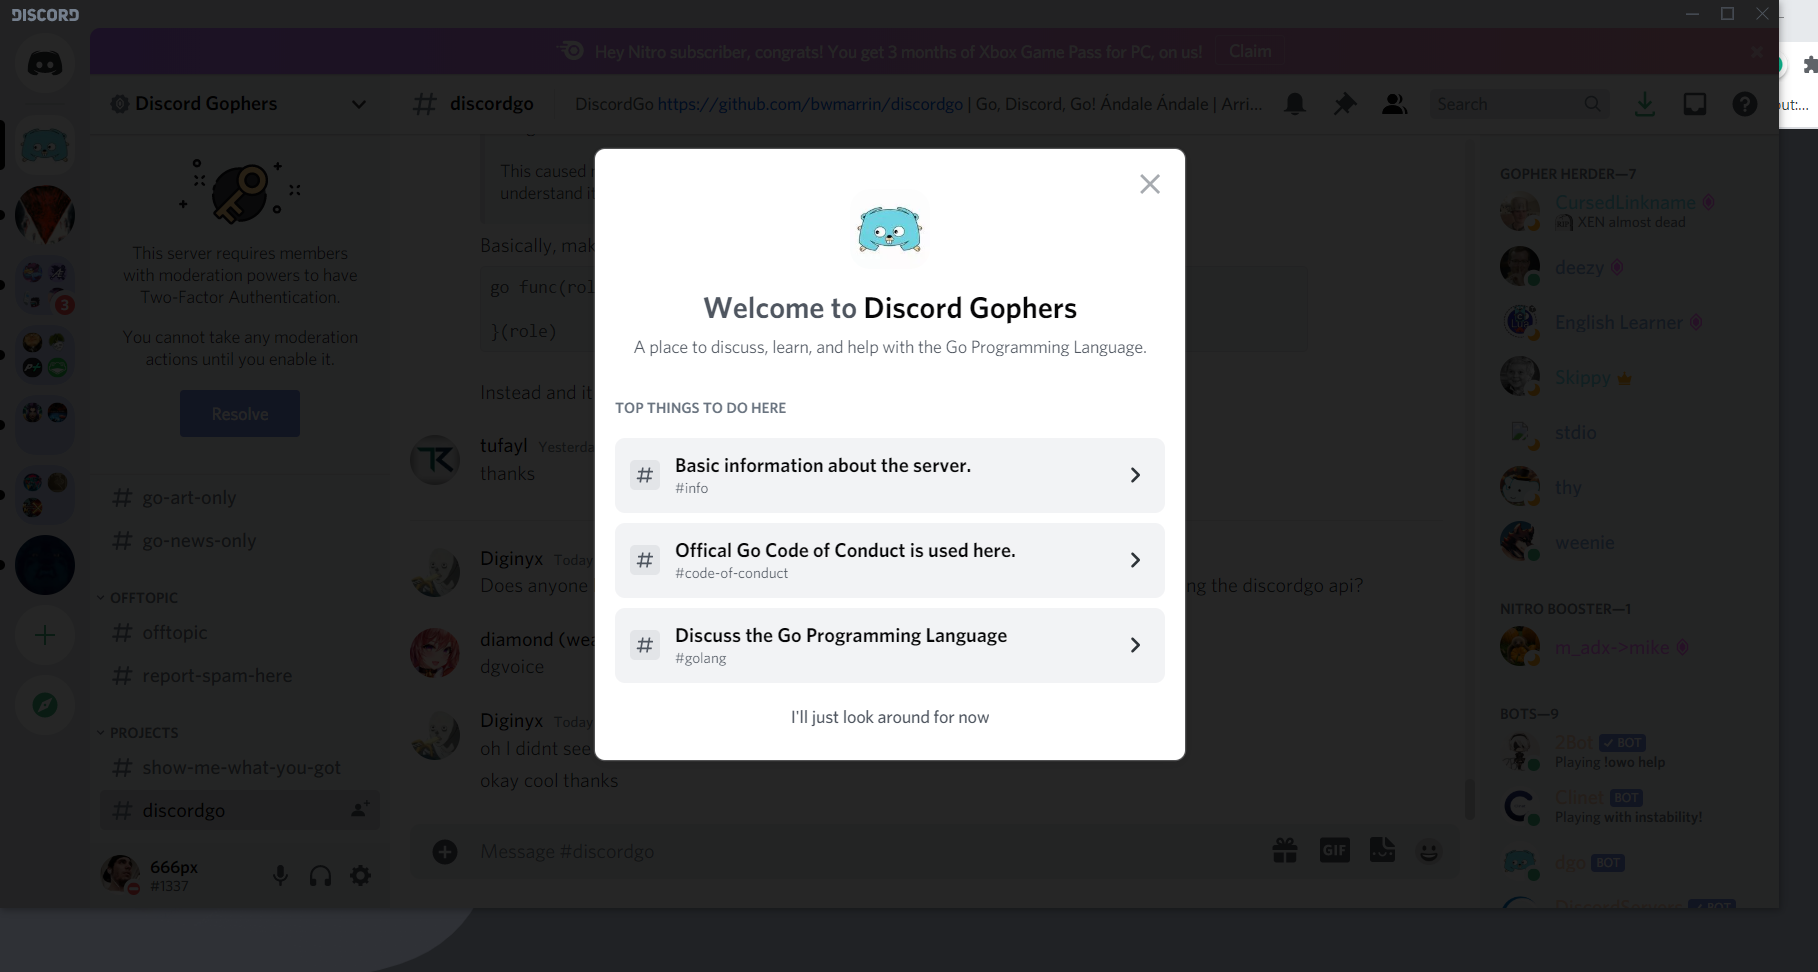 DISCORD
Hey Nitro subscriber, congrats! You get 3 months of Xbox Game Pass for PC, on us!
Claim
Discord Gophers
discordgo
DiscordGo https://github.com/bwmarrin/discordgo | Go, Discord, Go! Ándale Ándale | Arri...
Search
This server requires members
with moderation powers to have
Two-Factor Authentication.
You cannot take any moderation
actions until you enable it.
Resolve
3
go-art-only
go-news-only
OFFTOPIC
offtopic
report-spam-here
PROJECTS
show-me-what-you-got
discordgo
666px
#1337
This caused
understand
Basically,
go func(
}(role)
Instead and
tufayl
thanks
Diginyx Today
Does anyone
ng the discordgo api?
diamond
dgvoice
Diginyx Today
oh I didnt see
okay cool thanks
Message #discordgo
GIF
Welcome to Discord Gophers
A place to discuss, learn, and help with the Go Programming Language.
TOP THINGS TO DO HERE
# Basic information about the server.
#info
# Offical Go Code of Conduct is used here.
#code-of-conduct
# Discuss the Go Programming Language
#golang
I'll just look around for now
GOPHER HERDER—7
CursedLinkname
XEN almost dead
deezy
English Learner
Skippy
stdio
thy
weenie
NITRO BOOSTER—1
m_adx->mike
BOTS—9
2Bot BOT
Playing !owo help
Clinet BOT
Playing with instability!
dgo BOT
DiscordServers BOT